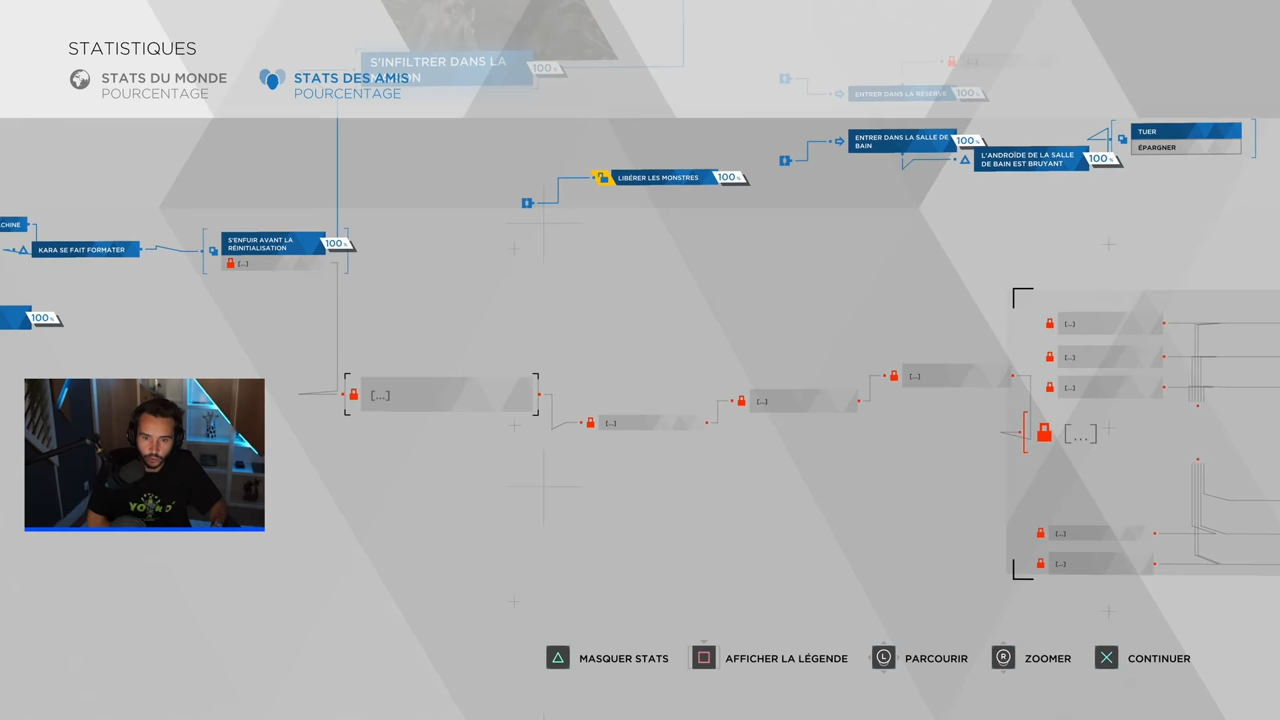 STATISTIQUES
STATS DU MONDE
POURCENTAGE
STATS DES AMIS
POURCENTAGE
S'INFILTRER DANS LA
100%
ENTRER DANS LA RÉSERVE
100%
ENTRER DANS LA SALLE DE
BAIN
100%
L'ANDROÏDE DE LA SALLE
DE BAIN EST BRUYANT
100%
TUER
ÉPARGNER
LIBÉRER LES MONSTRES
100%
CHINE
KARA SE FAIT FORMATER
S'ENFUIR AVANT LA
RÉINITIALISATION
100%
[...]
100%
[...]
[...]
[...]
[...]
[...]
[...]
[...]
[...]
[...]
[...]
MASQUER STATS
AFFICHER LA LÉGENDE
L
PARCOURIR
R
ZOOMER
CONTINUER